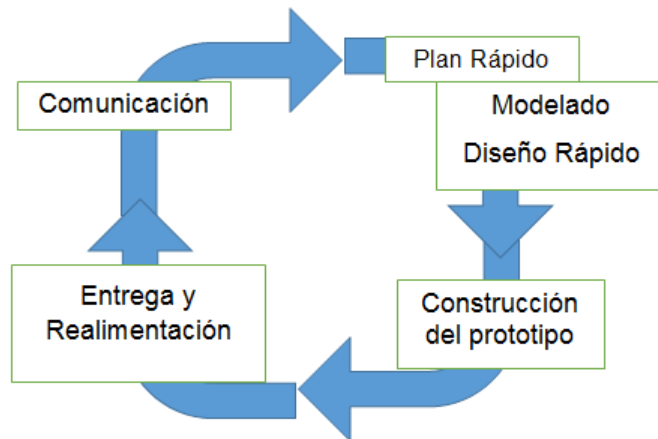 Comunicación
Plan Rápido
Modelado
Diseño Rápido
Construcción
del prototipo
Entrega y
Realimentación